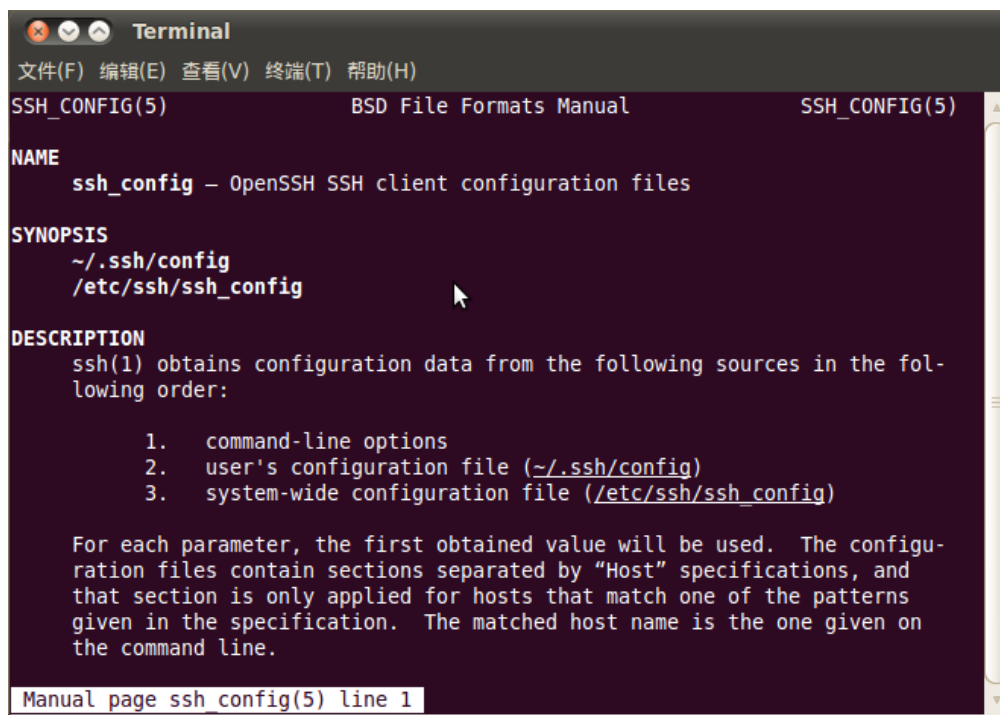 Terminal
文件(F) 编辑(E) 查看(V) 终端(T) 帮助(H)
SSH_CONFIG(5) BSD File Formats Manual SSH_CONFIG(5)
NAME
ssh_config — OpenSSH SSH client configuration files
SYNOPSIS
~/.ssh/config
/etc/ssh/ssh_config
DESCRIPTION
ssh(1) obtains configuration data from the following sources in the fol-
lowing order:
1. command-line options
2. user's configuration file (~/.ssh/config)
3. system-wide configuration file (/etc/ssh/ssh_config)
For each parameter, the first obtained value will be used. The configu-
ration files contain sections separated by “Host” specifications, and
that section is only applied for hosts that match one of the patterns
given in the specification. The matched host name is the one given on
the command line.
Manual page ssh_config(5) line 1